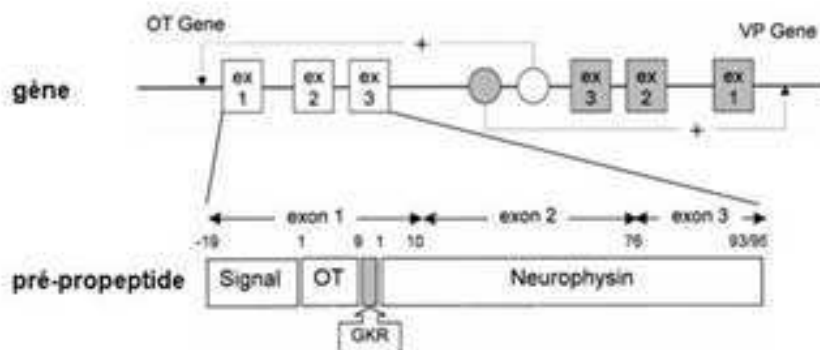 OT Gene
VP Gene
+
gène
ex 1
ex 2
ex 3
ex 3
ex 2
ex 1
+
exon 1
exon 2
exon 3
-19
1
9
1
10
76
93/95
pré-propeptide
Signal
OT
Neurophysin
GKR